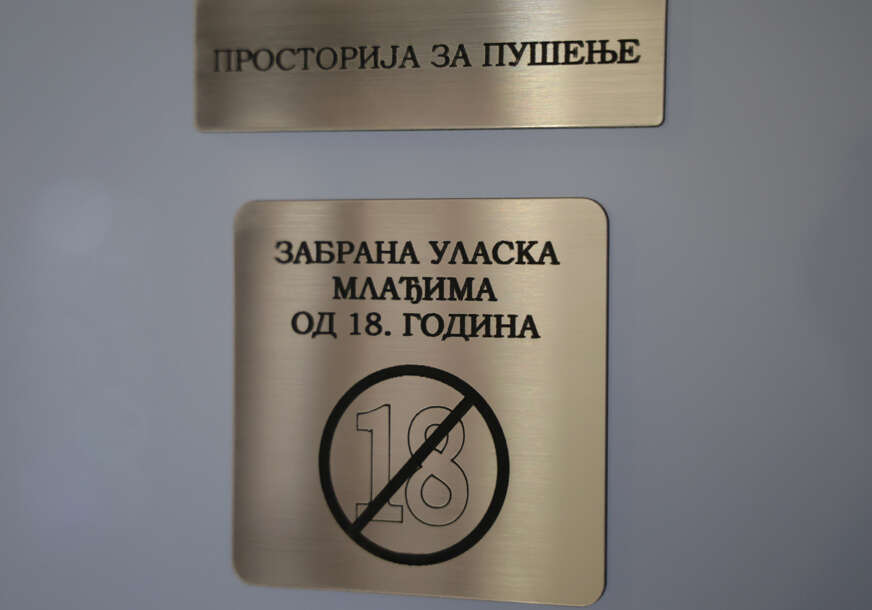 ПРОСТОРИЈА ЗА ПУШЕЊЕ
ЗАБРАНА УЛАСКА
МЛАЂИМА
ОД 18. ГОДИНА
18